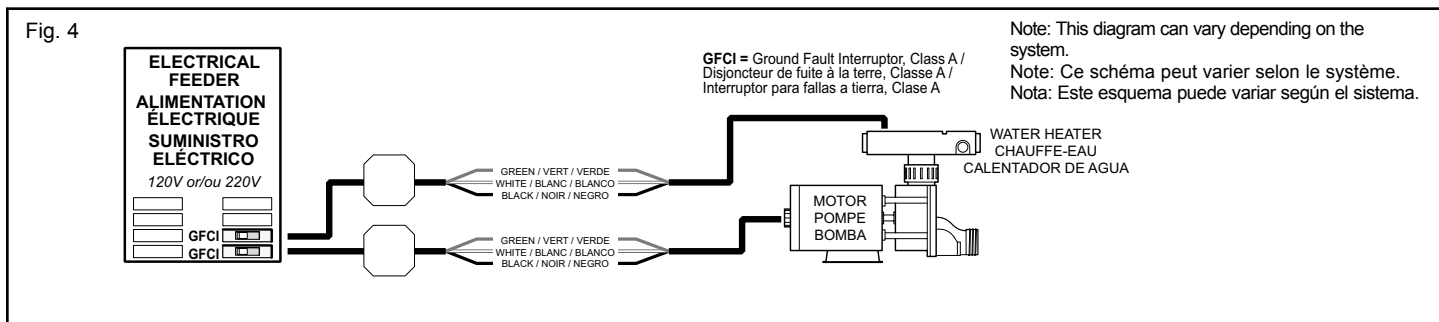 Fig. 4
ELECTRICAL
FEEDER
ALIMENTATION
ÉLECTRIQUE
SUMINISTRO
ELÉCTRICO
120V or/ou 220V
GFCI
GFCI
GREEN / VERT / VERDE
WHITE / BLANC / BLANCO
BLACK / NOIR / NEGRO
GREEN / VERT / VERDE
WHITE / BLANC / BLANCO
BLACK / NOIR / NEGRO
GFCI = Ground Fault Interruptor, Class A /
Disjoncteur de fuite à la terre, Classe A /
Interruptor para fallas a tierra, Clase A
MOTOR
POMPE
BOMBA
WATER HEATER
CHAUFFE-EAU
CALENTADOR DE AGUA
Note: This diagram can vary depending on the
system.
Note: Ce schéma peut varier selon le système.
Nota: Este esquema puede variar según el sistema.